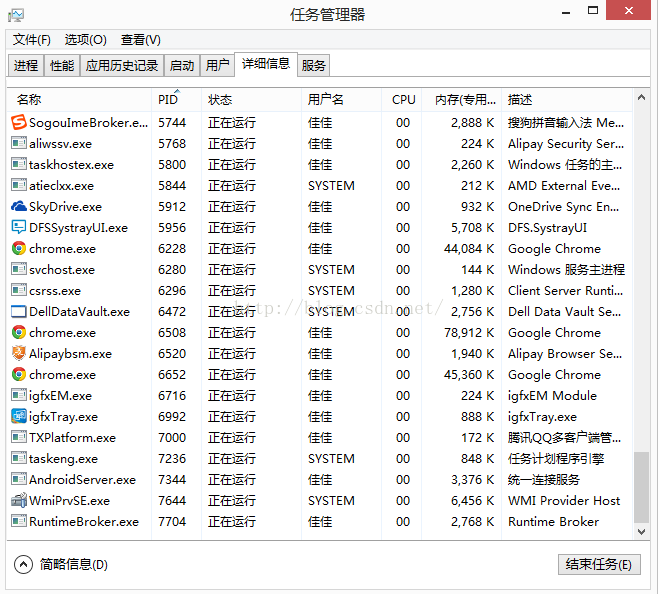 任务管理器
文件(F) 选项(O) 查看(V)
进程 性能 应用历史记录 启动 用户 详细信息 服务
名称 PID 状态 用户名 CPU 内存(专用... 描述
SogouImeBroker.e... 5744 正在运行 佳佳 00 2,888 K 搜狗拼音输入法 Me...
aliwssv.exe 5768 正在运行 佳佳 00 224 K Alipay Security Ser...
taskhostex.exe 5800 正在运行 佳佳 00 2,260 K Windows 任务的主...
atieclxx.exe 5844 正在运行 SYSTEM 00 212 K AMD External Eve...
SkyDrive.exe 5912 正在运行 佳佳 00 932 K OneDrive Sync En...
DFSSystrayUI.exe 5956 正在运行 佳佳 00 5,708 K DFS.SystrayUI
chrome.exe 6228 正在运行 佳佳 00 44,084 K Google Chrome
svchost.exe 6280 正在运行 SYSTEM 00 144 K Windows 服务主进程
csrss.exe 6296 正在运行 SYSTEM 00 1,280 K Client Server Runti...
http://blog.csdn.net/
DellDataVault.exe 6472 正在运行 SYSTEM 00 2,756 K Dell Data Vault Se...
chrome.exe 6508 正在运行 佳佳 00 78,912 K Google Chrome
Alipaybsm.exe 6520 正在运行 佳佳 00 1,940 K Alipay Browser Se...
chrome.exe 6652 正在运行 佳佳 00 45,360 K Google Chrome
igfxEM.exe 6716 正在运行 佳佳 00 224 K igfxEM Module
igfxTray.exe 6992 正在运行 佳佳 00 888 K igfxTray.exe
TXPlatform.exe 7000 正在运行 佳佳 00 172 K 腾讯QQ多客户端管...
taskeng.exe 7236 正在运行 SYSTEM 00 848 K 任务计划程序引擎
AndroidServer.exe 7344 正在运行 佳佳 00 3,376 K 统一连接服务
WmiPrvSE.exe 7644 正在运行 SYSTEM 00 6,456 K WMI Provider Host
RuntimeBroker.exe 7704 正在运行 佳佳 00 2,768 K Runtime Broker
简略信息(D) 结束任务(E)